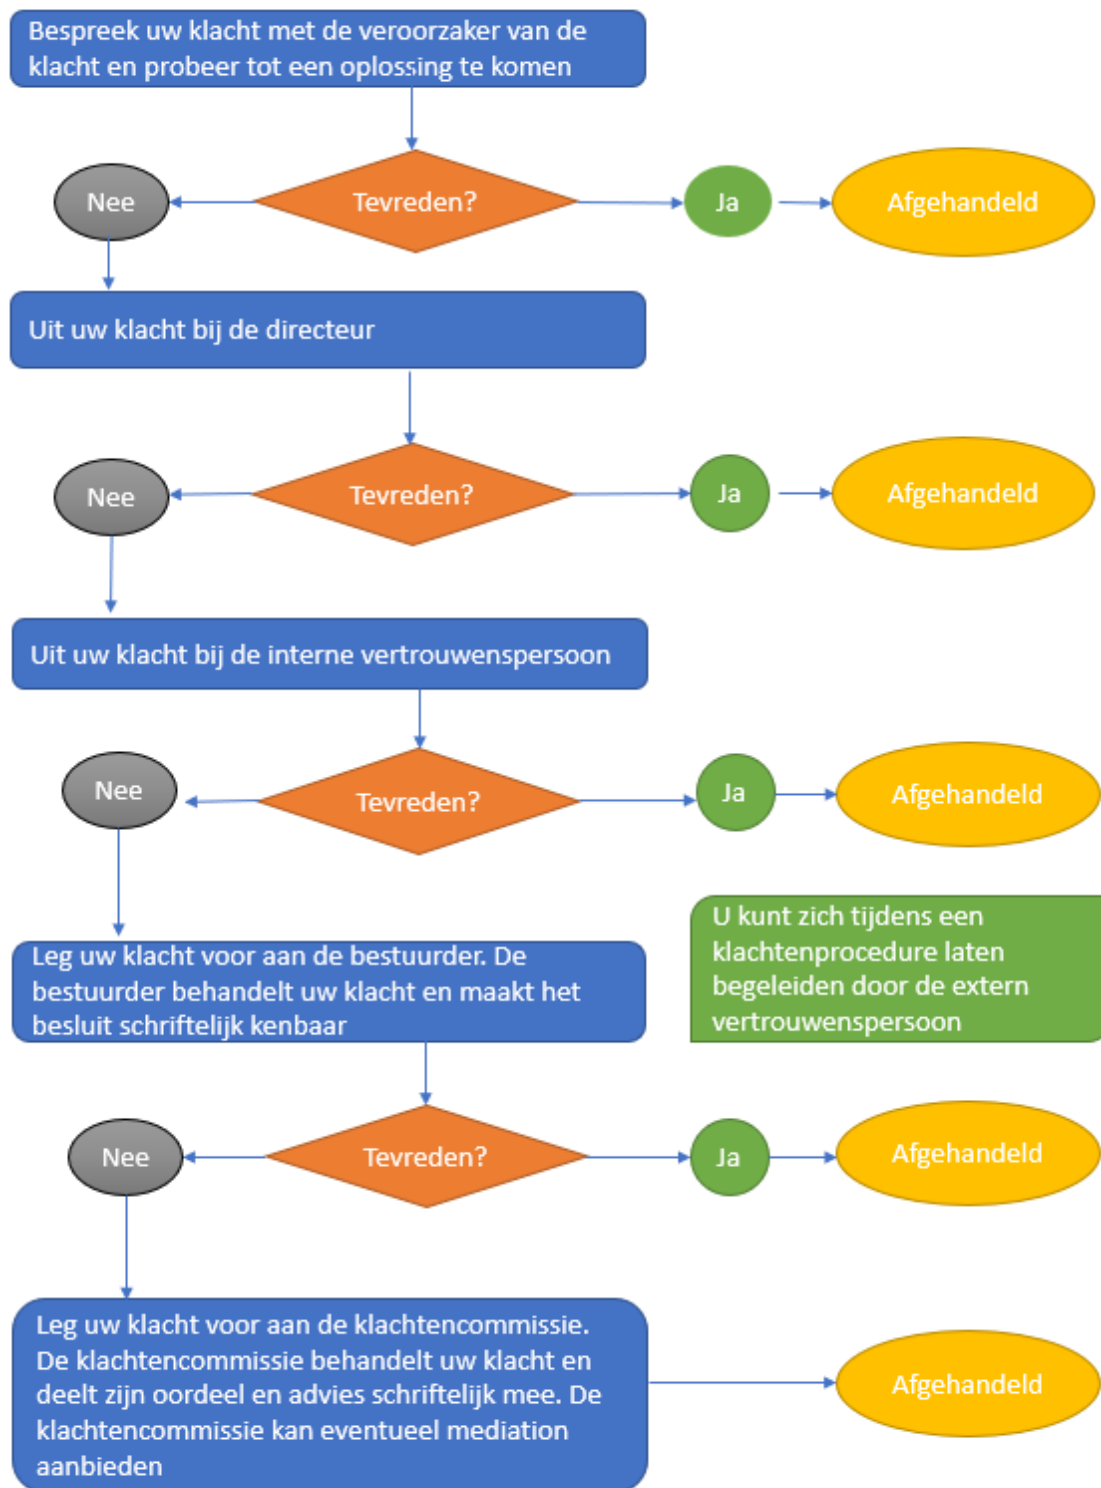 Bespreek uw klacht met de veroorzaker van de
klacht en probeer tot een oplossing te komen
Nee
Tevreden?
Ja
Afgehandeld
Uit uw klacht bij de directeur
Nee
Tevreden?
Ja
Afgehandeld
Uit uw klacht bij de interne vertrouwenspersoon
Nee
Tevreden?
Ja
Afgehandeld
U kunt zich tijdens een
klachtenprocedure laten
begeleiden door de extern
vertrouwenspersoon
Leg uw klacht voor aan de bestuurder. De
bestuurder behandelt uw klacht en maakt het
besluit schriftelijk kenbaar
Nee
Tevreden?
Ja
Afgehandeld
Leg uw klacht voor aan de klachtencommissie.
De klachtencommissie behandelt uw klacht en
deelt zijn oordeel en advies schriftelijk mee. De
klachtencommissie kan eventueel mediation
aanbieden
Afgehandeld